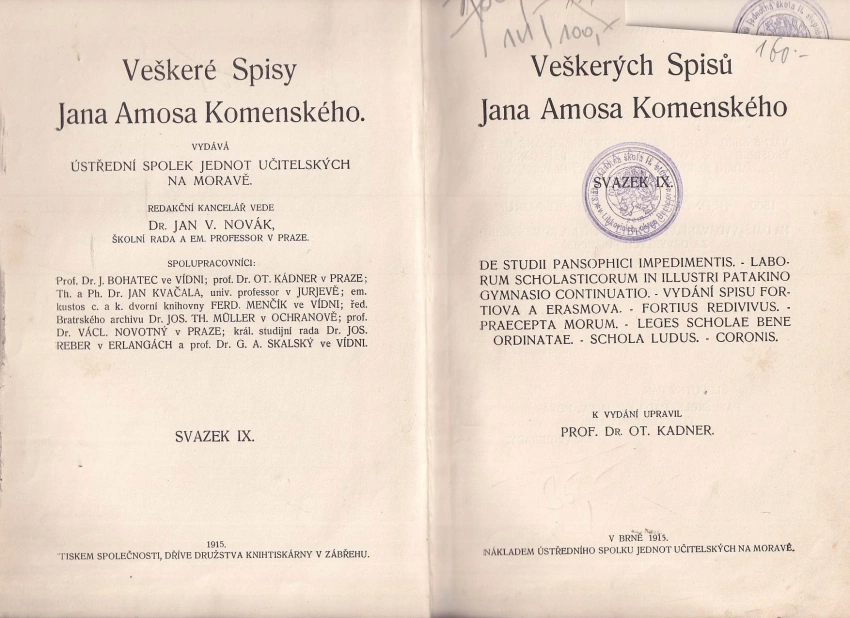 Veškeré Spisy
Jana Amosa Komenského.
VYDÁVÁ
ÚSTŘEDNÍ SPOLEK JEDNOT UČITELSKÝCH
NA MORAVĚ.
REDAKČNÍ KANCELÁŘ VEDE
DR. JAN V. NOVÁK,
ŠKOLNÍ RADA A EM. PROFESSOR V PRAZE.
SPOLUPRACOVNÍCI:
Prof. Dr. J. BOHATEC ve VÍDNI; prof. Dr. OT. KÁDNER v PRAZE;
Th. a Ph. Dr. JAN KVAČALA, univ. professor v JURJEVĚ; em.
kustos c. a k. dvorní knihovny FERD. MENČÍK ve VÍDNI; řed.
Bratrského archivu Dr. JOS. TH. MÜLLER v OCHRANOVĚ; prof.
Dr. VÁCL. NOVOTNÝ v PRAZE; král. studijní rada Dr. JOS.
REBER v ERLANGÁCH a prof. Dr. G. A. SKALSKÝ ve VÍDNI.
SVAZEK IX.
1915.
TISKEM SPOLEČNOSTI, DŘÍVE DRUŽSTVA KNIHTISKÁRNY V ZÁBŘEHU.
111 100,-
160.-
Veškerých Spisů
Jana Amosa Komenského
SVAZEK IX.
DE STUDII PANSOPHICI IMPEDIMENTIS. - LABO-
RUM SCHOLASTICORUM IN ILLUSTRI PATAKINO
GYMNASIO CONTINUATIO. - VYDÁNÍ SPISU FOR-
TIOVA A ERASMOVA. - FORTIUS REDIVIVUS. -
PRAECEPTA MORUM. - LEGES SCHOLAE BENE
ORDINATAE. - SCHOLA LUDUS. - CORONIS.
K VYDÁNÍ UPRAVIL
PROF. DR. OT. KADNER.
V BRNĚ 1915.
NÁKLADEM ÚSTŘEDNÍHO SPOLKU JEDNOT UČITELSKÝCH NA MORAVĚ.